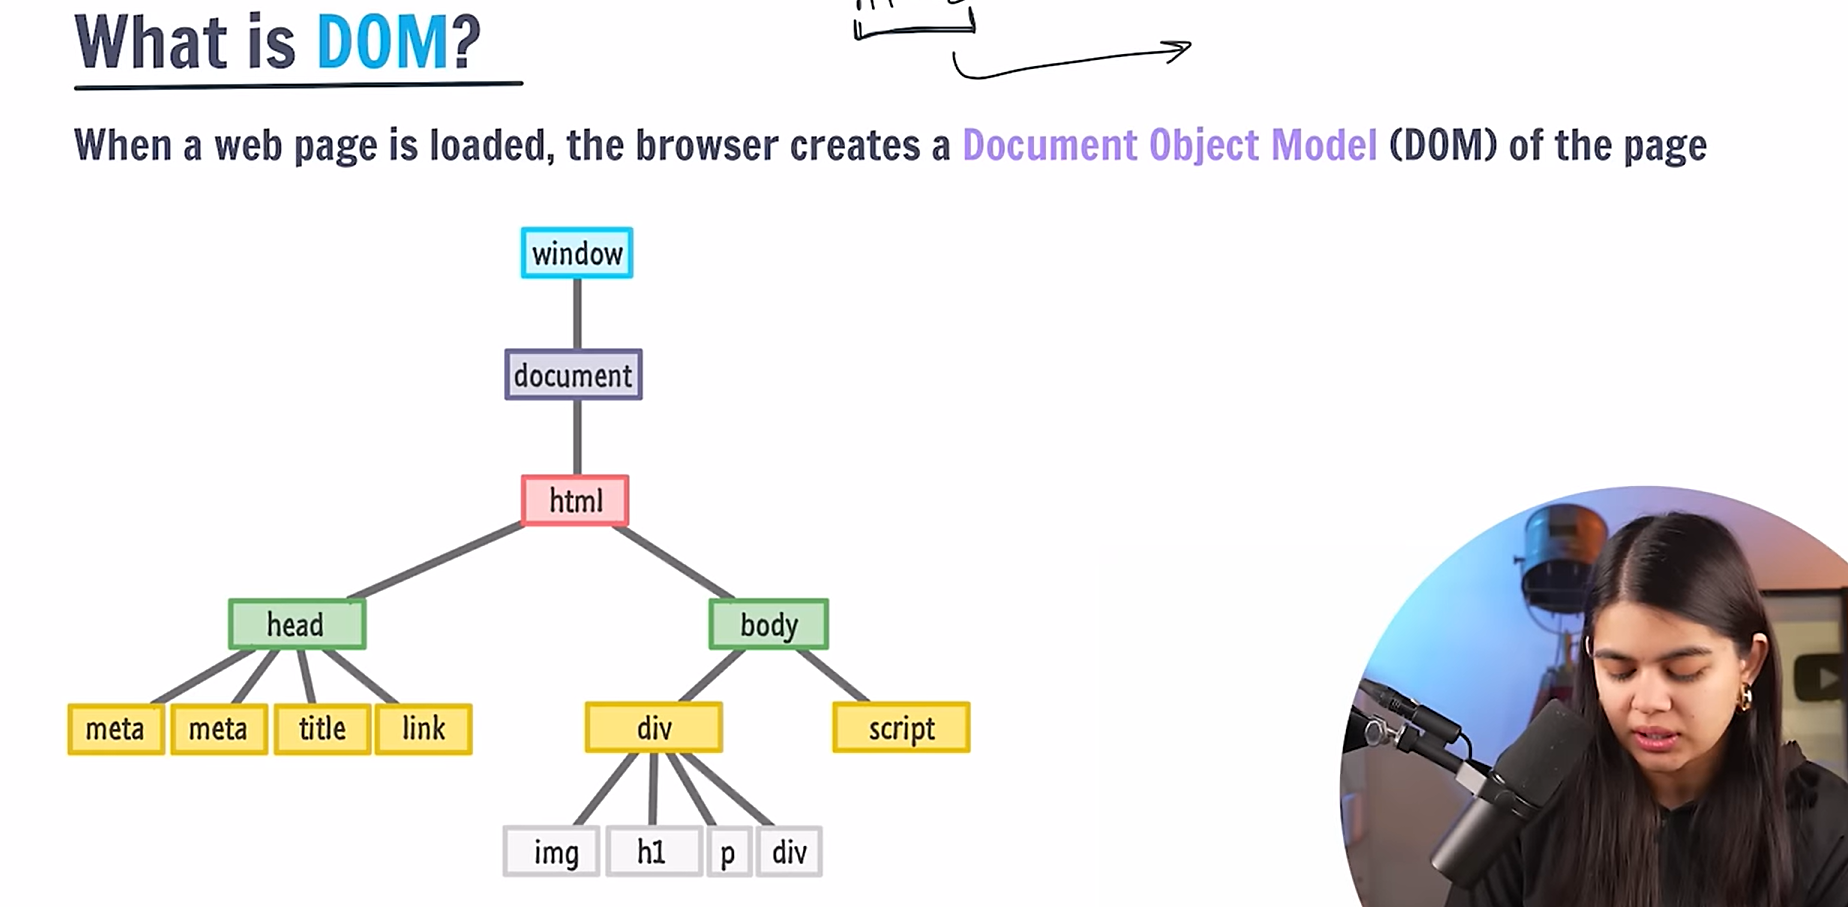 What is DOM?
When a web page is loaded, the browser creates a Document Object Model (DOM) of the page
window
document
html
head body
meta meta title link div script
img h1 p div